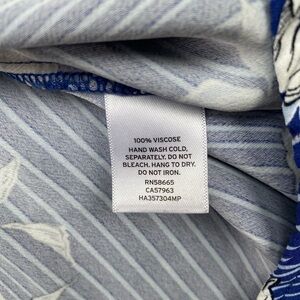 100% VISCOSE
HAND WASH COLD,
SEPARATELY. DO NOT
BLEACH. HANG TO DRY.
DO NOT IRON.
RN58665
CA57963
HA357304MP